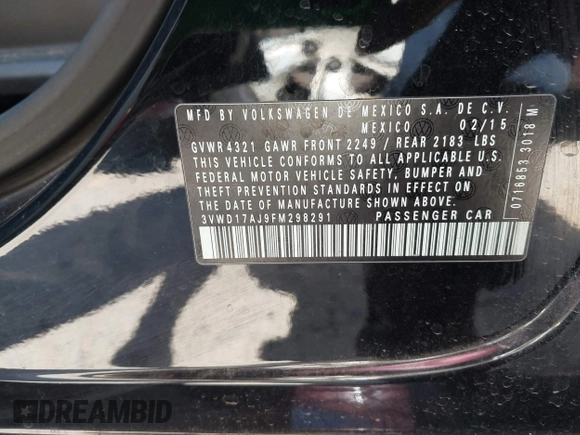 MFD BY VOLKSWAGEN DE MEXICO S.A. DE C.V.
MEXICO 02/15
GVWR 4321 GAWR FRONT 2249 / REAR 2183 LBS
THIS VEHICLE CONFORMS TO ALL APPLICABLE U.S.
FEDERAL MOTOR VEHICLE SAFETY, BUMPER AND
THEFT PREVENTION STANDARDS IN EFFECT ON
THE DATE OF MANUFACTURE SHOWN ABOVE.
3VWD17AJ9FM298291 PASSENGER CAR
0716853 3018 M
DREAMBID